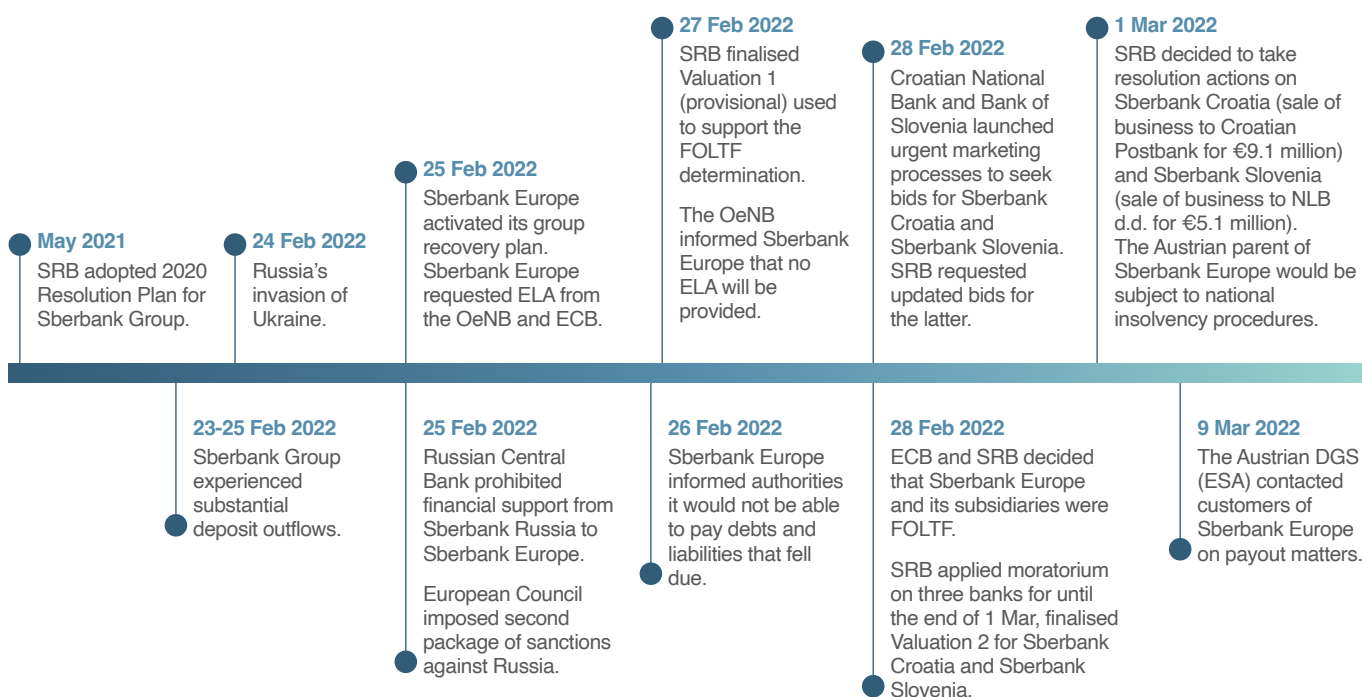 May 2021
SRB adopted 2020
Resolution Plan for
Sberbank Group.
23-25 Feb 2022
Sberbank Group
experienced
substantial
deposit outflows.
24 Feb 2022
Russia's
invasion of
Ukraine.
25 Feb 2022
Sberbank Europe
activated its group
recovery plan.
Sberbank Europe
requested ELA from
the OeNB and ECB.
25 Feb 2022
Russian Central
Bank prohibited
financial support from
Sberbank Russia to
Sberbank Europe.
European Council
imposed second
package of sanctions
against Russia.
26 Feb 2022
Sberbank Europe
informed authorities
it would not be able
to pay debts and
liabilities that fell
due.
27 Feb 2022
SRB finalised
Valuation 1
(provisional) used
to support the
FOLTF
determination.
The OeNB
informed Sberbank
Europe that no
ELA will be
provided.
28 Feb 2022
Croatian National
Bank and Bank of
Slovenia launched
urgent marketing
processes to seek
bids for Sberbank
Croatia and
Sberbank Slovenia.
SRB requested
updated bids for
the latter.
28 Feb 2022
ECB and SRB decided
that Sberbank Europe
and its subsidiaries were
FOLTF.
SRB applied moratorium
on three banks for until
the end of 1 Mar, finalised
Valuation 2 for Sberbank
Croatia and Sberbank
Slovenia.
1 Mar 2022
SRB decided to take
resolution actions on
Sberbank Croatia (sale of
business to Croatian
Postbank for €9.1 million)
and Sberbank Slovenia
(sale of business to NLB
d.d. for €5.1 million).
The Austrian parent of
Sberbank Europe would be
subject to national
insolvency procedures.
9 Mar 2022
The Austrian DGS
(ESA) contacted
customers of
Sberbank Europe
on payout matters.